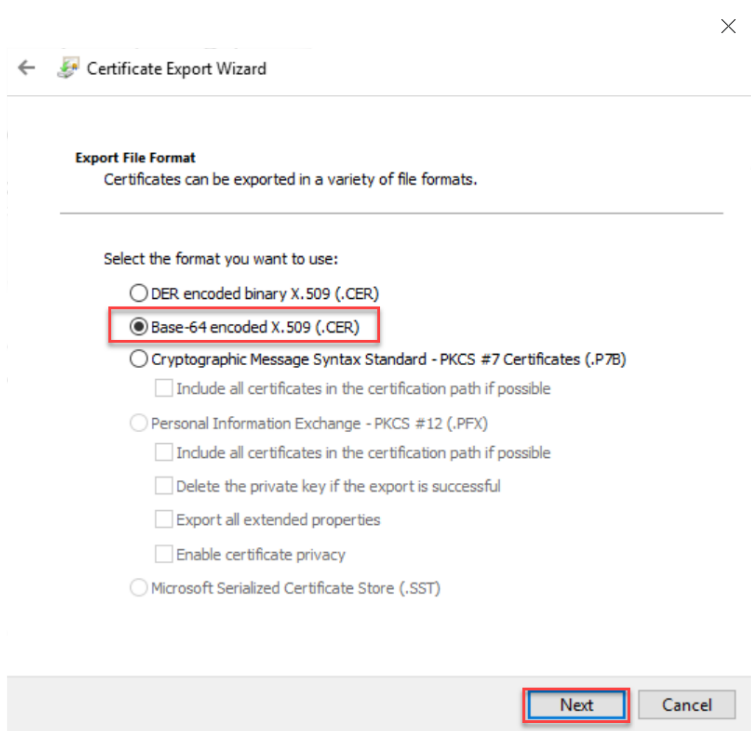 Certificate Export Wizard
Export File Format
Certificates can be exported in a variety of file formats.
Select the format you want to use:
DER encoded binary X.509 (.CER)
Base-64 encoded X.509 (.CER)
Cryptographic Message Syntax Standard - PKCS #7 Certificates (.P7B)
Include all certificates in the certification path if possible
Personal Information Exchange - PKCS #12 (.PFX)
Include all certificates in the certification path if possible
Delete the private key if the export is successful
Export all extended properties
Enable certificate privacy
Microsoft Serialized Certificate Store (.SST)
Next Cancel